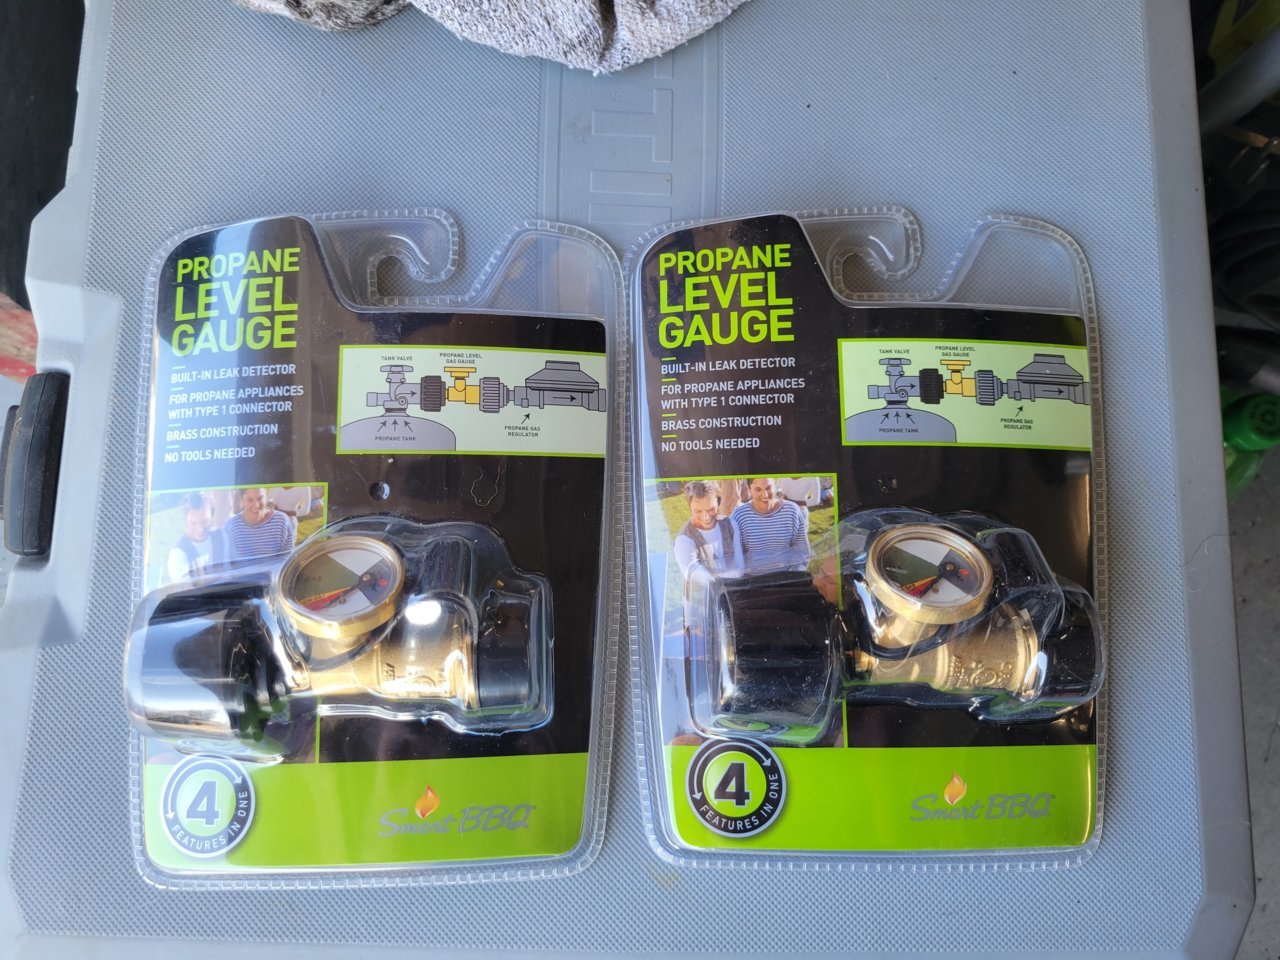 PROPANE
LEVEL
GAUGE
BUILT-IN LEAK DETECTOR
FOR PROPANE APPLIANCES
WITH TYPE 1 CONNECTOR
BRASS CONSTRUCTION
NO TOOLS NEEDED
TANK VALVE
PROPANE LEVEL
GAS GAUGE
PROPANE TANK
PROPANE GAS
REGULATOR
4
FEATURES IN ONE
Smart BBQ
PROPANE
LEVEL
GAUGE
BUILT-IN LEAK DETECTOR
FOR PROPANE APPLIANCES
WITH TYPE 1 CONNECTOR
BRASS CONSTRUCTION
NO TOOLS NEEDED
TANK VALVE
PROPANE LEVEL
GAS GAUGE
PROPANE TANK
PROPANE GAS
REGULATOR
4
FEATURES IN ONE
Smart BBQ